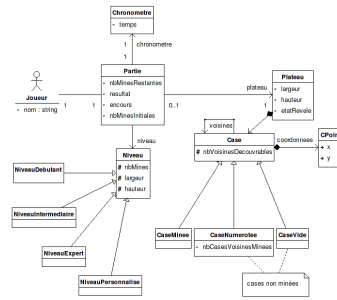 Chronometre
- temps
1
chronometre
1
Partie
- nbMinesRestantes
- resultat
- encours
- nbMinesInitiales
Joueur
- nom : string
1
1
0..1
plateau
1
Plateau
- largeur
- hauteur
- etatRevele
niveau
voisines
Case
# nbVoisinesDecouvrables
coordonnees
CPoint
+ x
+ y
Niveau
# nbMines
# largeur
# hauteur
NiveauDebutant
NiveauIntermediaire
NiveauExpert
NiveauPersonnalise
CaseMinee
CaseNumerotee
- nbCasesVoisinesMinees
CaseVide
cases non minées